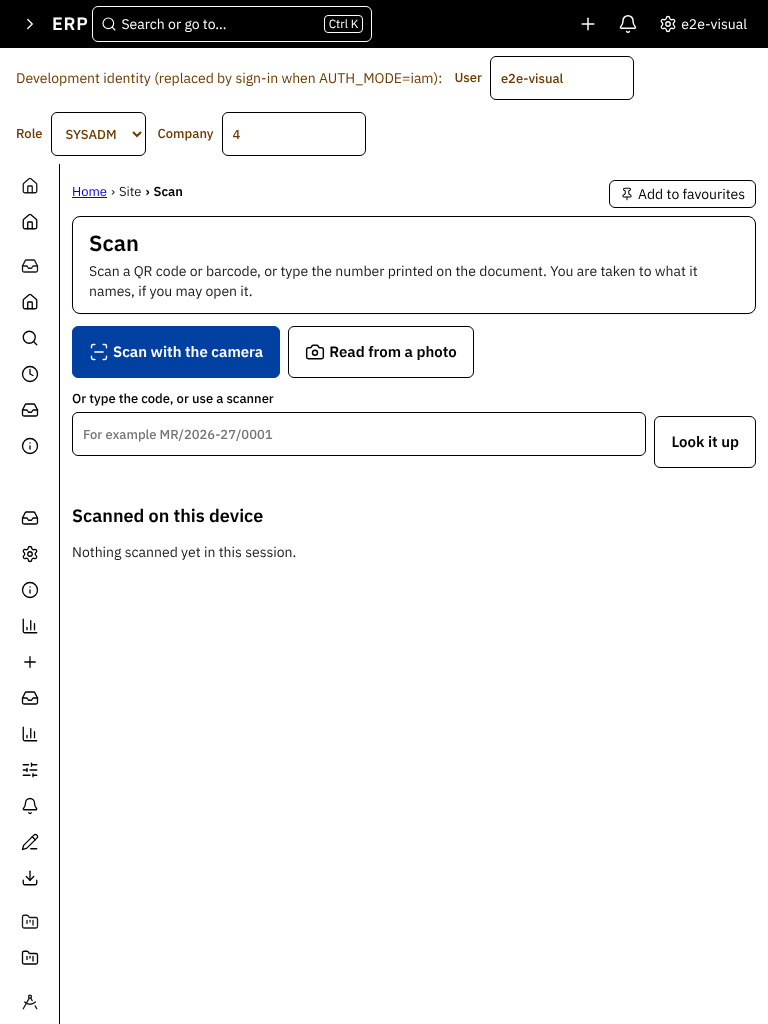 ERP
Search or go to...
Ctrl K
e2e-visual
Development identity (replaced by sign-in when AUTH_MODE=iam):
User
e2e-visual
Role
SYSADM
Company
4
Home › Site › Scan
Add to favourites
Scan
Scan a QR code or barcode, or type the number printed on the document. You are taken to what it
names, if you may open it.
Scan with the camera
Read from a photo
Or type the code, or use a scanner
For example MR/2026-27/0001
Look it up
Scanned on this device
Nothing scanned yet in this session.